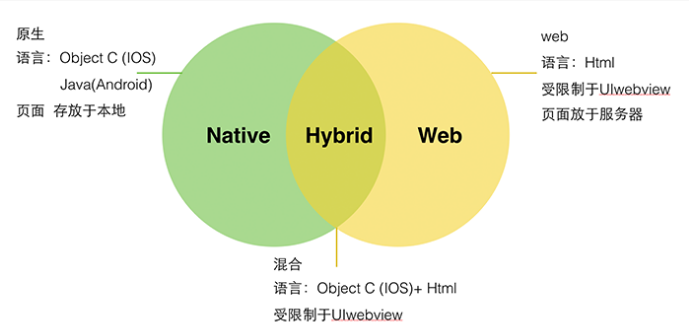 原生
语言：Object C (IOS)
Java(Android)
页面 存放于本地
Native
Hybrid
Web
web
语言：Html
受限制于UIwebview
页面放于服务器
混合
语言：Object C (IOS)+ Html
受限制于UIwebview